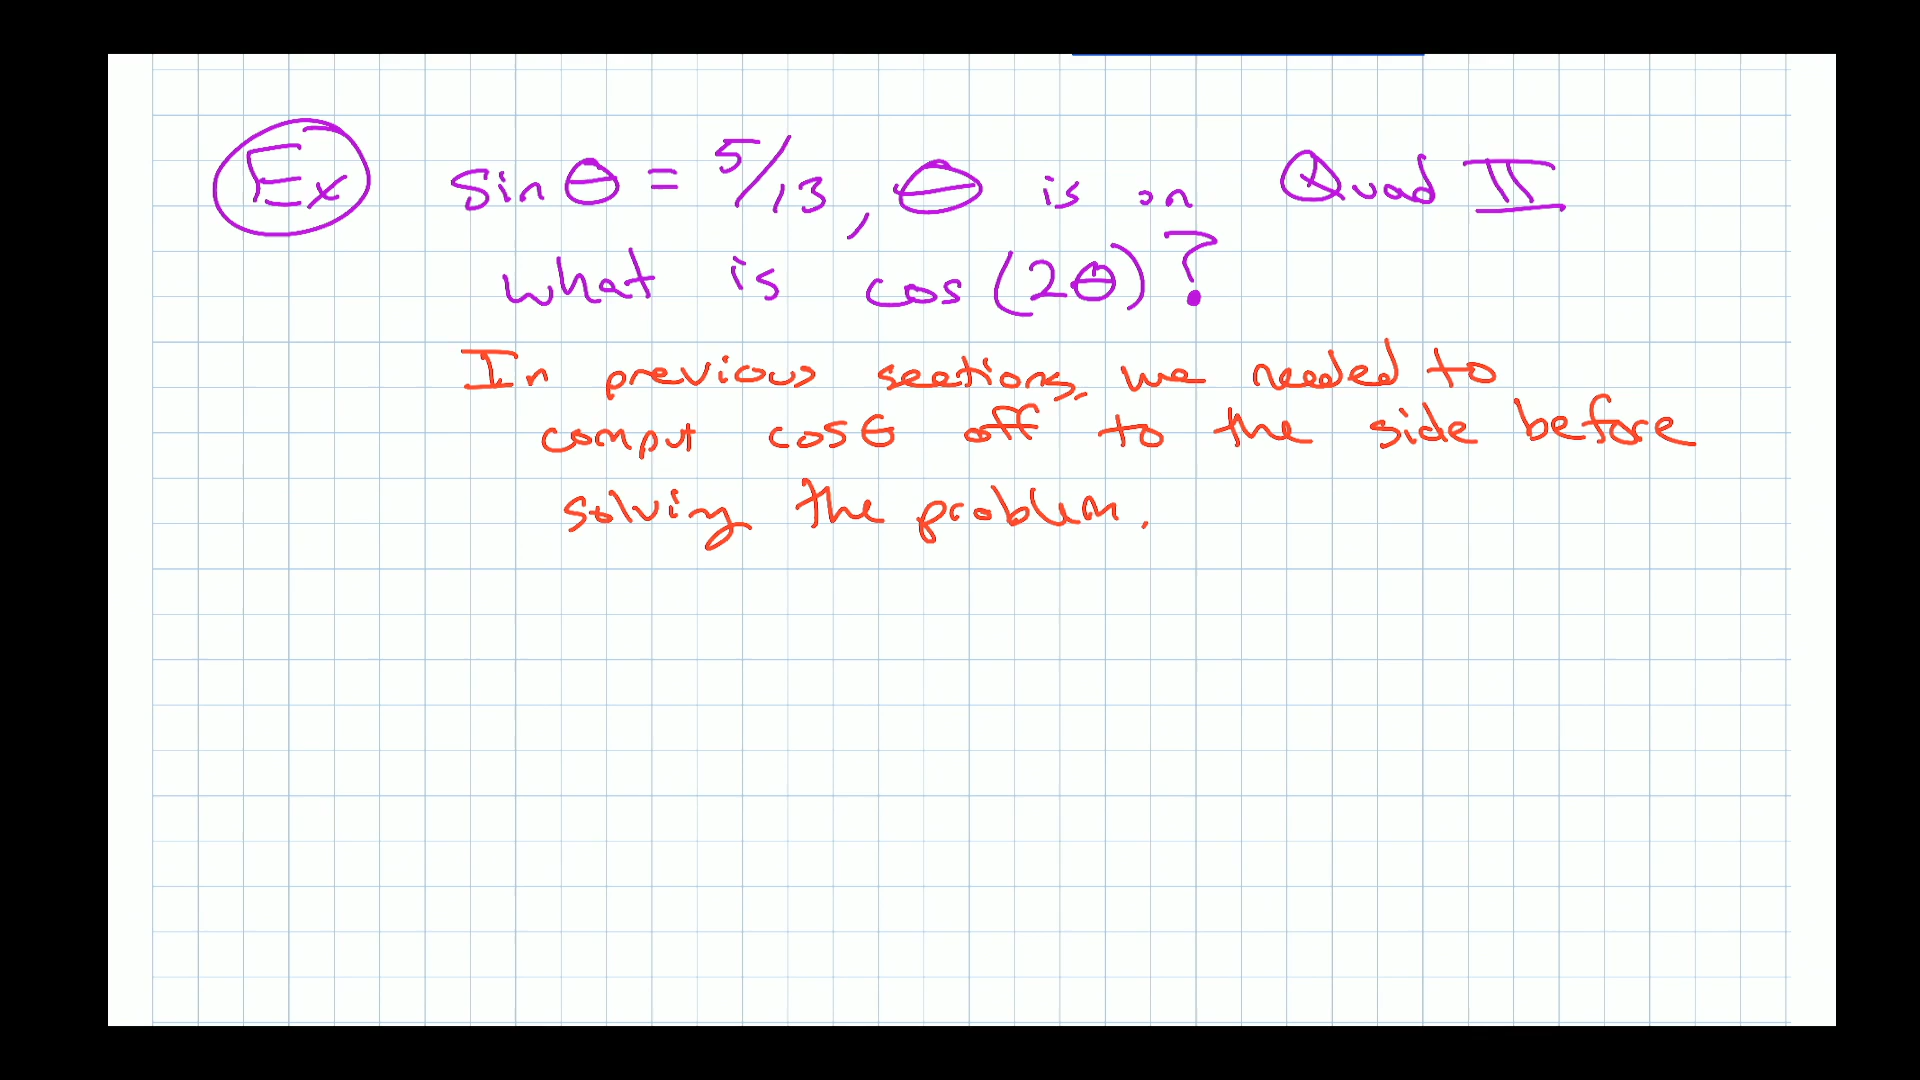 Ex sin θ = 5/13, θ is in Quad II
what is cos(2θ)?
In previous sections, we needed to
comput cos θ off to the side before
solving the problem.